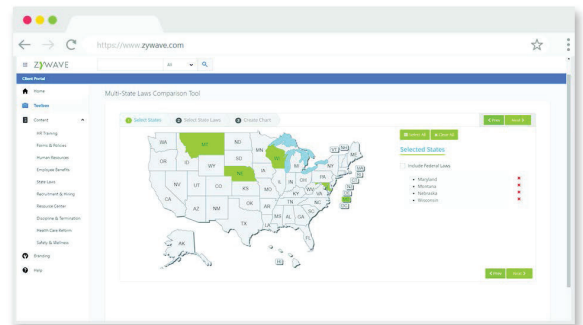 https://www.zywave.com
ZYWAVE
All
Client Portal
Home
Multi-State Laws Comparison Tool
Toolbox
Content
HR Training
Forms & Policies
Human Resources
Employee Benefits
State Laws
Recruitment & Hiring
Resource Center
Discipline & Termination
Health Care Reform
Safety & Wellness
Branding
Help
1 Select States
2 Select State Laws
3 Create Chart
Prev
Next
Select All
Clear All
Selected States
Include Federal Laws
Maryland
Montana
Nebraska
Wisconsin
WA
MT
ND
MN
WI
MI
VT
NH
ME
OR
ID
WY
SD
NE
IA
NV
UT
CO
KS
MO
IL
IN
OH
PA
CA
AZ
NM
OK
AR
KY
WV
VA
TN
NC
SC
MS
AL
GA
TX
LA
FL
AK
HI
Prev
Next